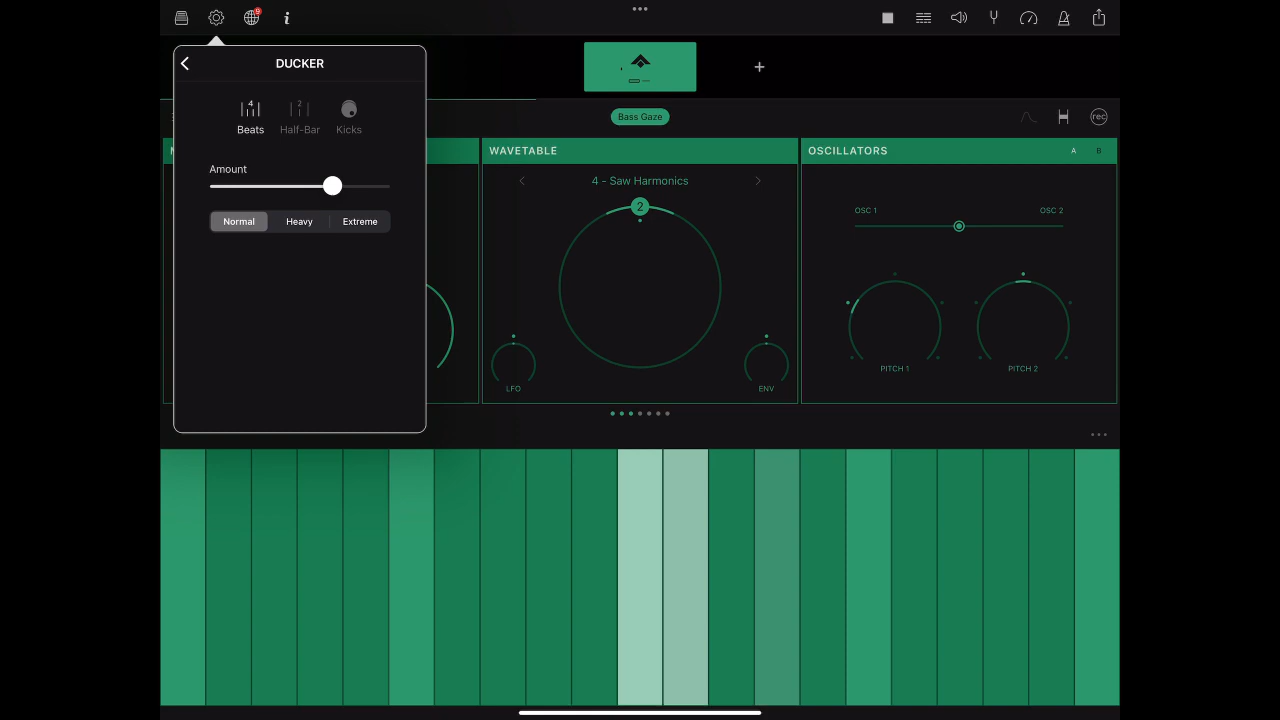 9
DUCKER
4
2
Beats
Half-Bar
Kicks
Amount
Normal
Heavy
Extreme
Bass Gaze
rec
M
WAVETABLE
4 - Saw Harmonics
2
LFO
ENV
OSCILLATORS
A
B
OSC 1
OSC 2
PITCH 1
PITCH 2